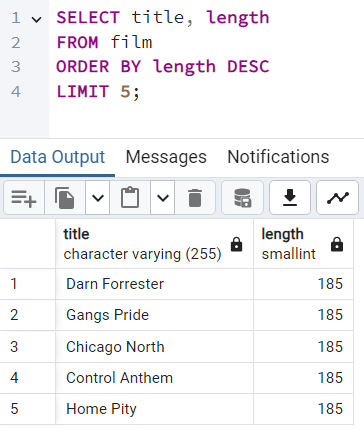 1 SELECT title, length
2 FROM film
3 ORDER BY length DESC
4 LIMIT 5;
Data Output Messages Notifications
title length
character varying (255) smallint
1 Darn Forrester 185
2 Gangs Pride 185
3 Chicago North 185
4 Control Anthem 185
5 Home Pity 185